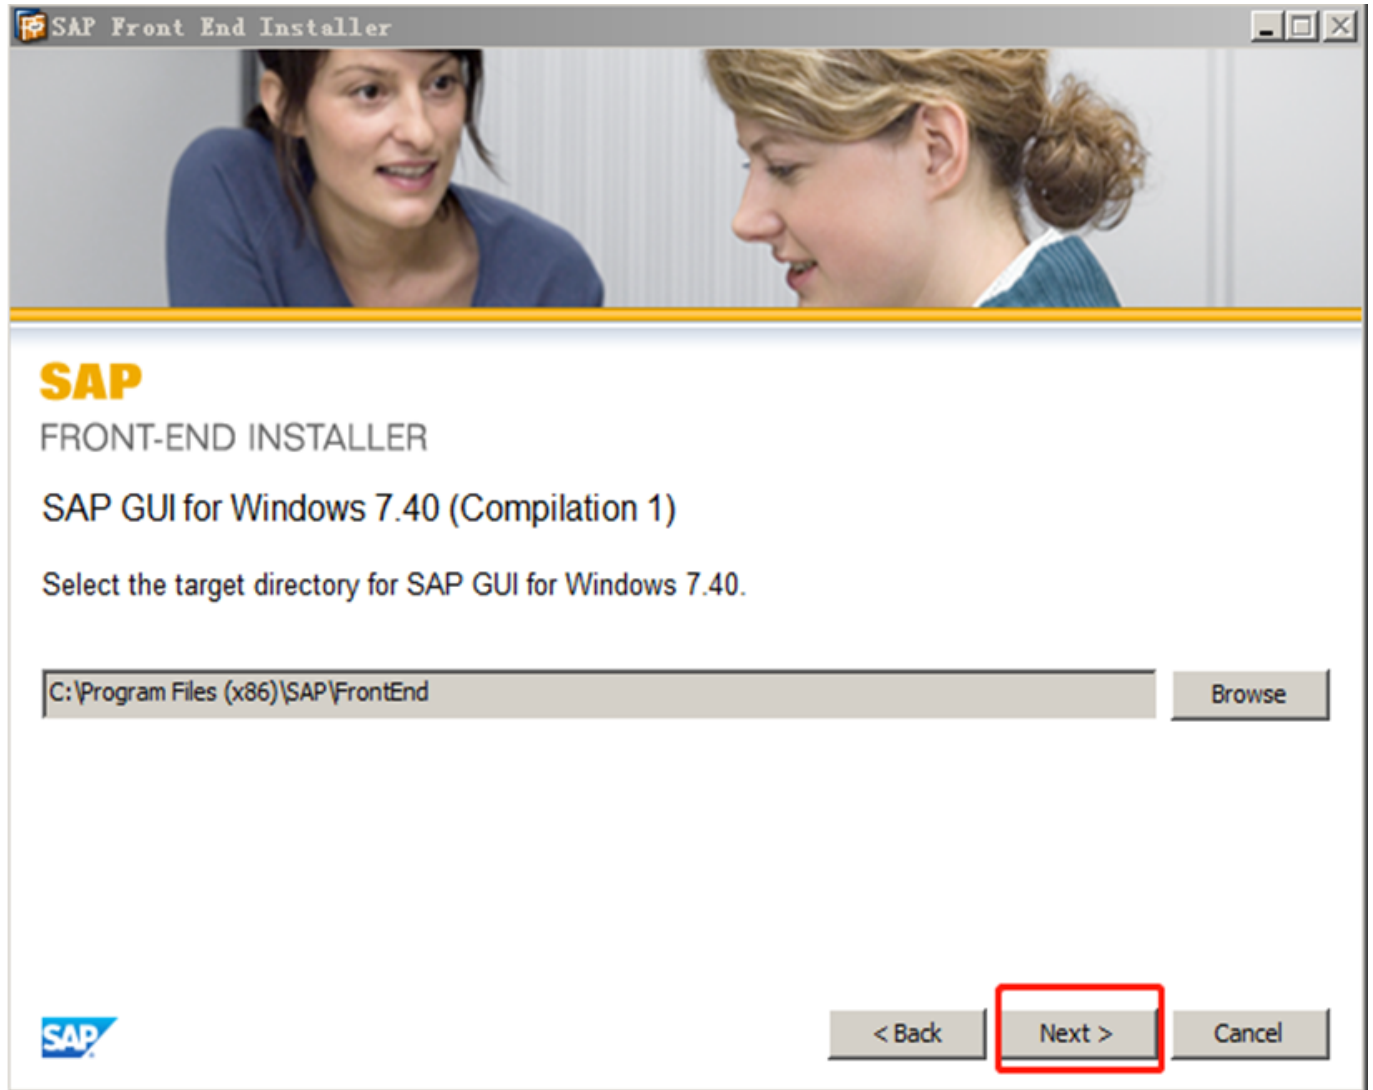 SAP Front End Installer
SAP
FRONT-END INSTALLER
SAP GUI for Windows 7.40 (Compilation 1)
Select the target directory for SAP GUI for Windows 7.40.
C:\Program Files (x86)\SAP\FrontEnd
Browse
SAP
< Back
Next >
Cancel